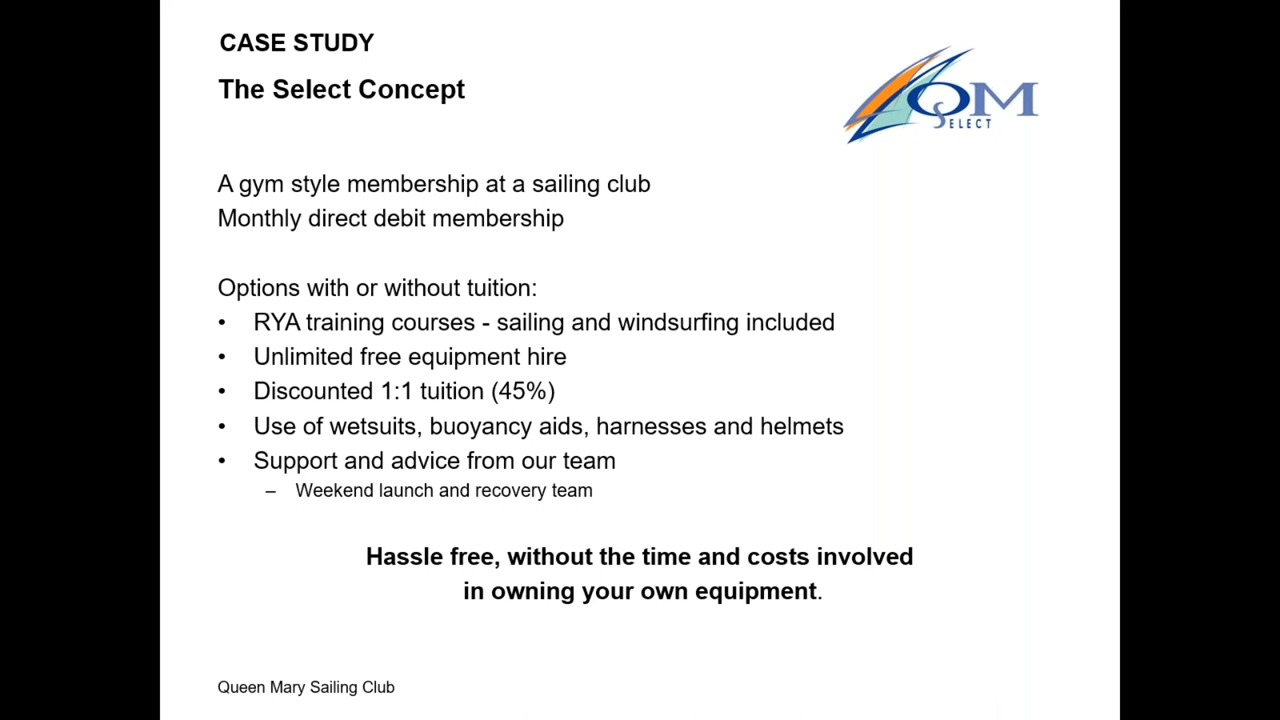 CASE STUDY
The Select Concept
QM
SELECT
A gym style membership at a sailing club
Monthly direct debit membership
Options with or without tuition:
• RYA training courses - sailing and windsurfing included
• Unlimited free equipment hire
• Discounted 1:1 tuition (45%)
• Use of wetsuits, buoyancy aids, harnesses and helmets
• Support and advice from our team
– Weekend launch and recovery team
Hassle free, without the time and costs involved
in owning your own equipment.
Queen Mary Sailing Club